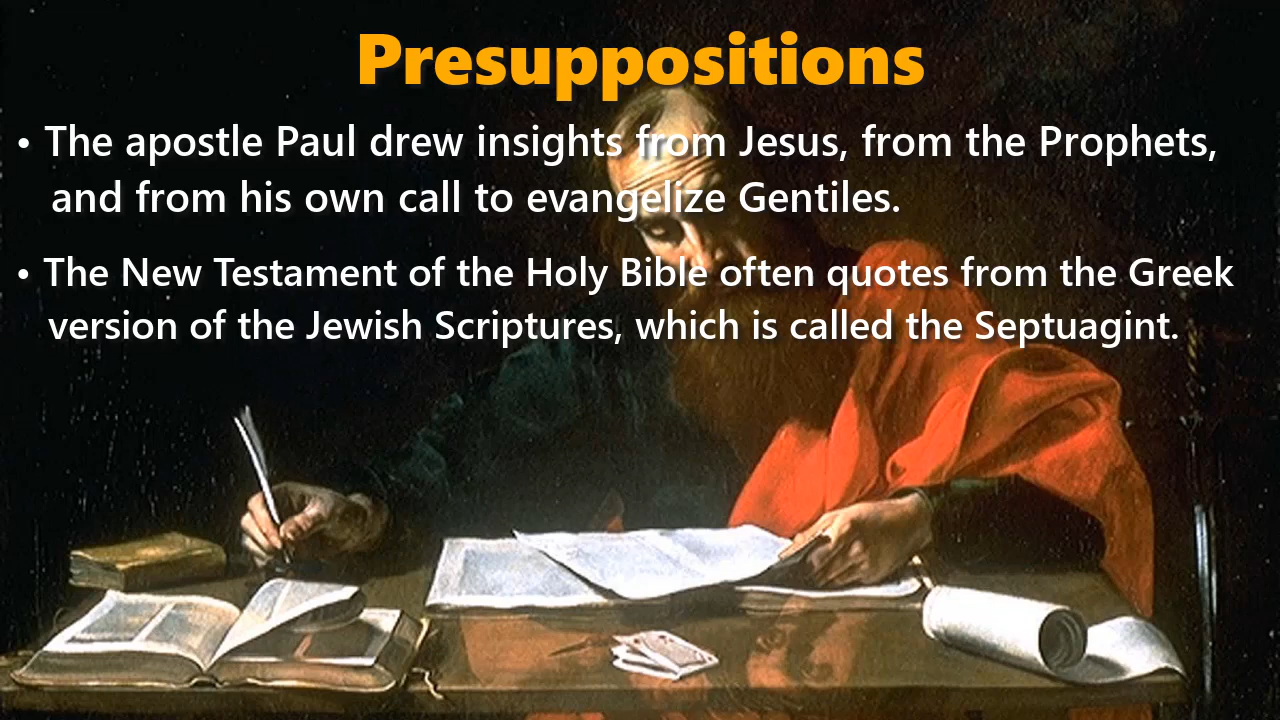 Presuppositions
• The apostle Paul drew insights from Jesus, from the Prophets,
and from his own call to evangelize Gentiles.
• The New Testament of the Holy Bible often quotes from the Greek
version of the Jewish Scriptures, which is called the Septuagint.